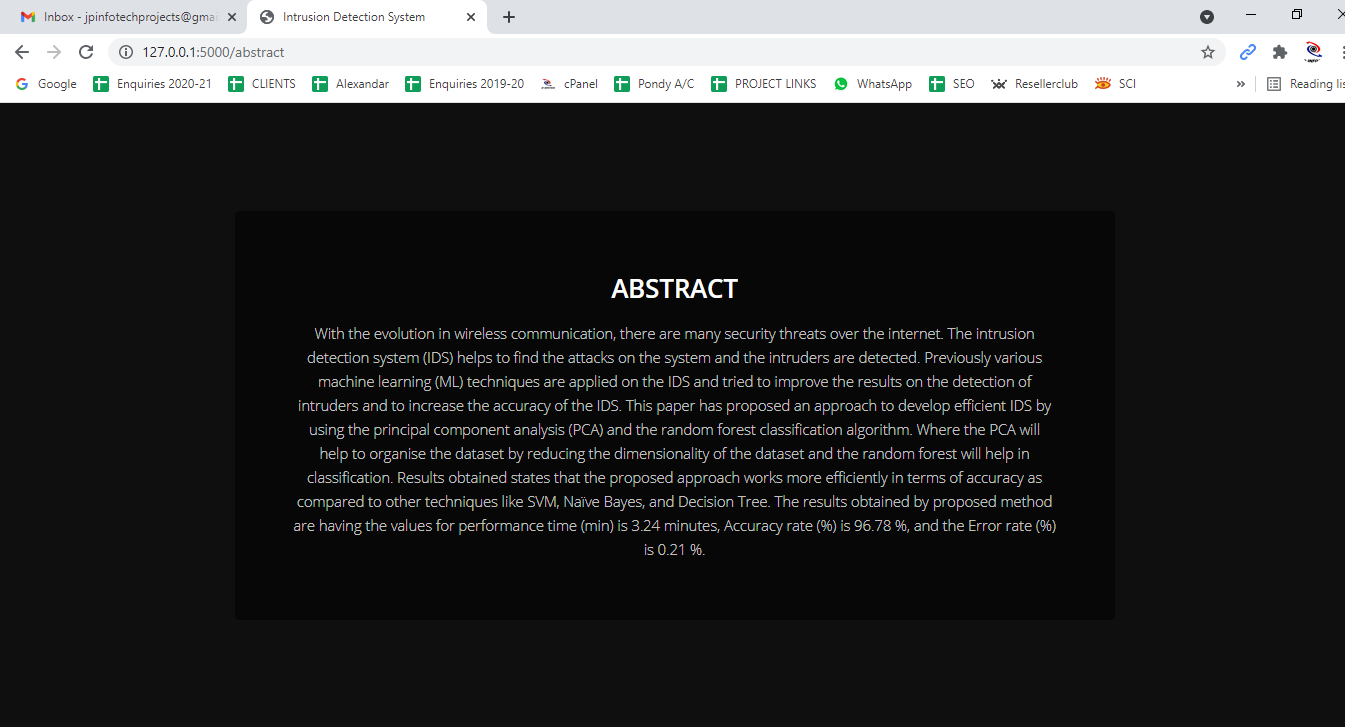 Inbox - jpinfotechprojects@gmai
Intrusion Detection System
127.0.0.1:5000/abstract
Google Enquiries 2020-21 CLIENTS Alexandar Enquiries 2019-20 cPanel Pondy A/C PROJECT LINKS WhatsApp SEO Resellerclub SCI » Reading lis
ABSTRACT
With the evolution in wireless communication, there are many security threats over the internet. The intrusion
detection system (IDS) helps to find the attacks on the system and the intruders are detected. Previously various
machine learning (ML) techniques are applied on the IDS and tried to improve the results on the detection of
intruders and to increase the accuracy of the IDS. This paper has proposed an approach to develop efficient IDS by
using the principal component analysis (PCA) and the random forest classification algorithm. Where the PCA will
help to organise the dataset by reducing the dimensionality of the dataset and the random forest will help in
classification. Results obtained states that the proposed approach works more efficiently in terms of accuracy as
compared to other techniques like SVM, Naïve Bayes, and Decision Tree. The results obtained by proposed method
are having the values for performance time (min) is 3.24 minutes, Accuracy rate (%) is 96.78 %, and the Error rate (%)
is 0.21 %.